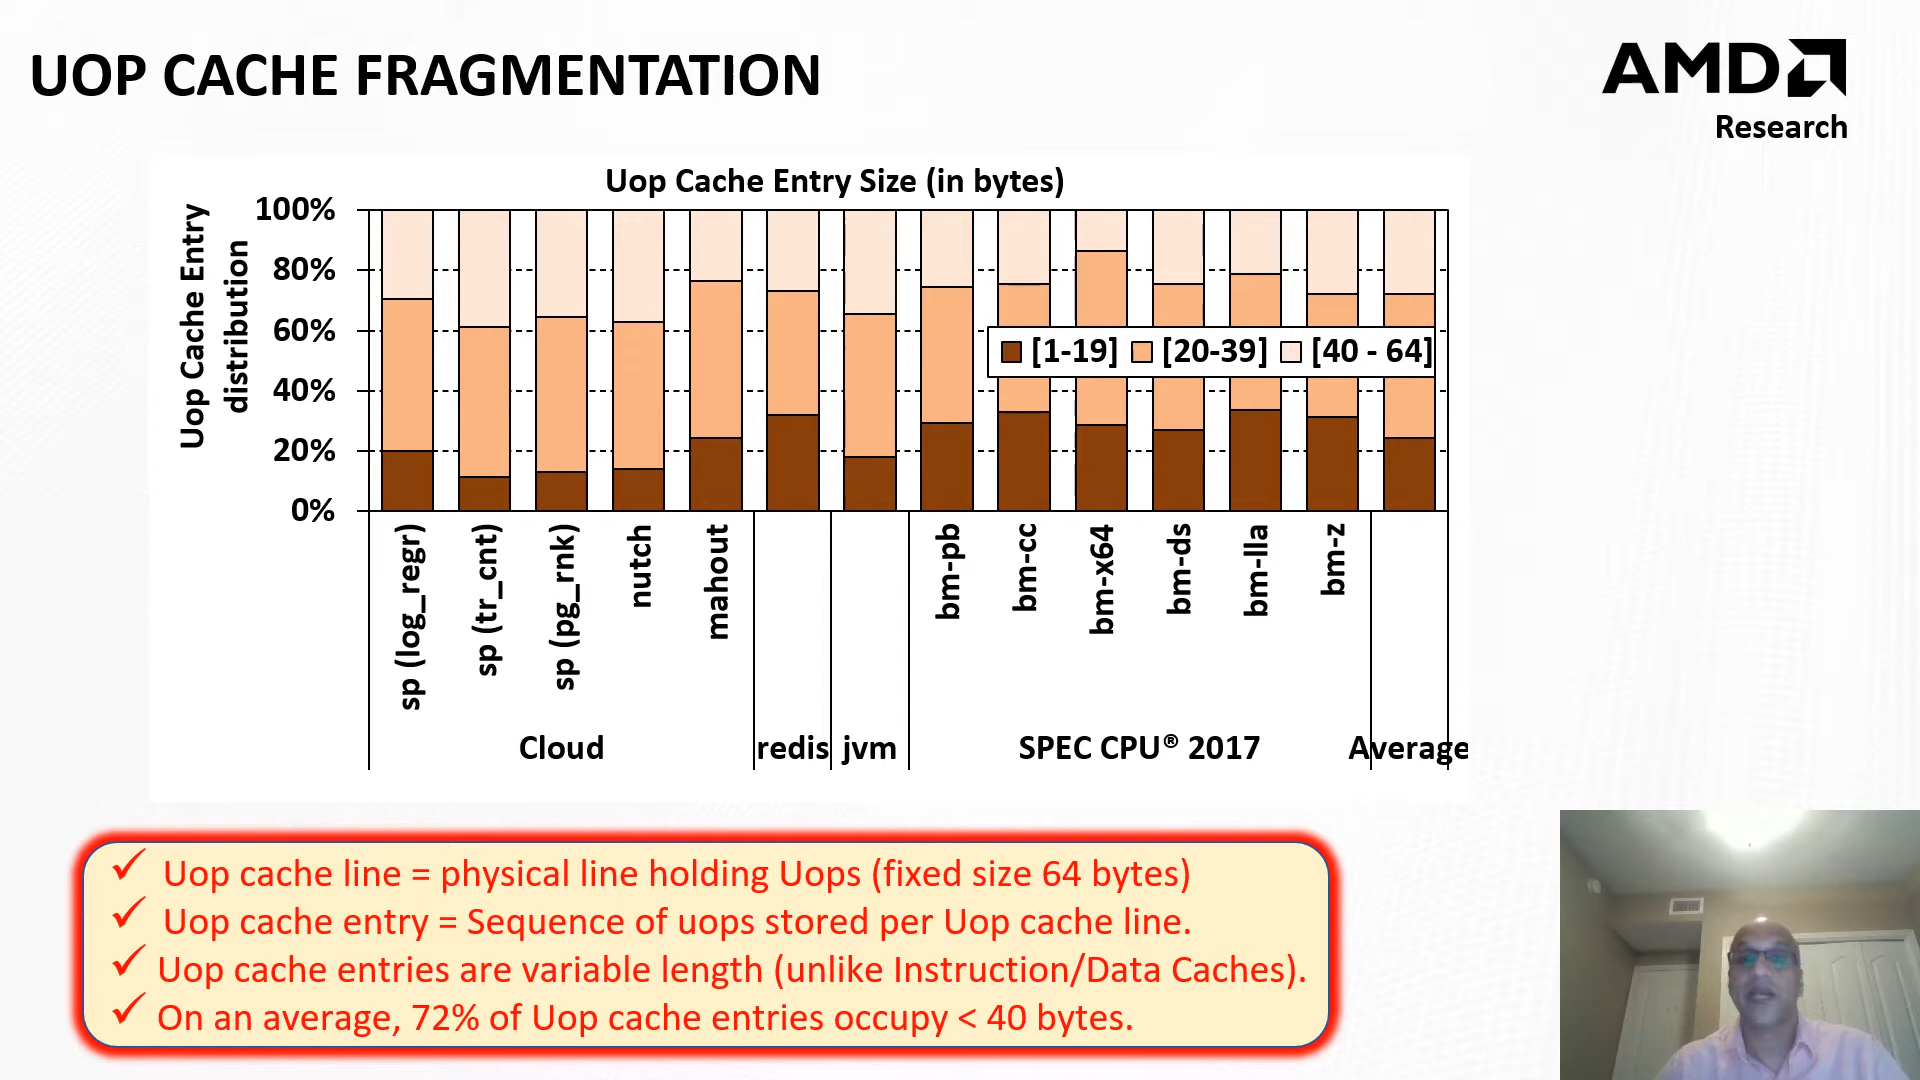 UOP CACHE FRAGMENTATION
AMD
Research
Uop Cache Entry Size (in bytes)
Uop Cache Entry
distribution
100%
80%
60%
40%
20%
0%
[1-19] [20-39] [40 - 64]
sp (log_regr)
sp (tr_cnt)
sp (pg_rnk)
nutch
mahout
bm-pb
bm-cc
bm-x64
bm-ds
bm-lla
bm-z
Cloud
redis
jvm
SPEC CPU® 2017
Average
✓ Uop cache line = physical line holding Uops (fixed size 64 bytes)
✓ Uop cache entry = Sequence of uops stored per Uop cache line.
✓ Uop cache entries are variable length (unlike Instruction/Data Caches).
✓ On an average, 72% of Uop cache entries occupy < 40 bytes.